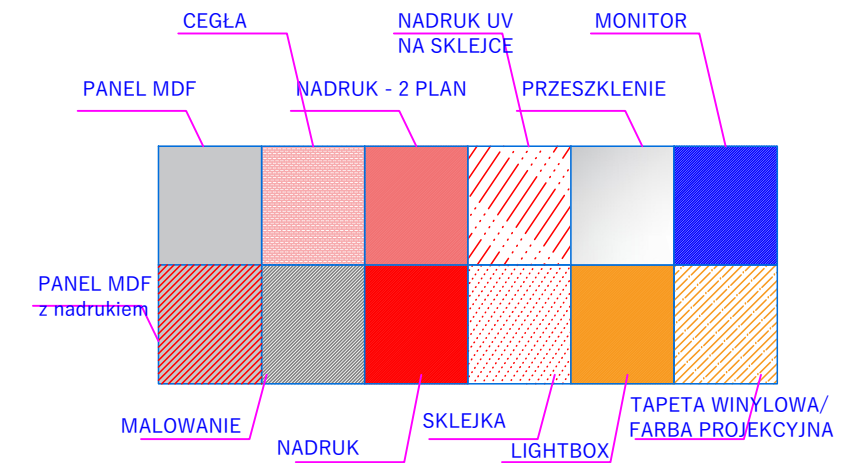 CEGŁA
NADRUK UV
NA SKLEJCE
MONITOR
PANEL MDF
NADRUK - 2 PLAN
PRZESZKLENIE
PANEL MDF
z nadrukiem
MALOWANIE
NADRUK
SKLEJKA
LIGHTBOX
TAPETA WINYLOWA/
FARBA PROJEKCYJNA